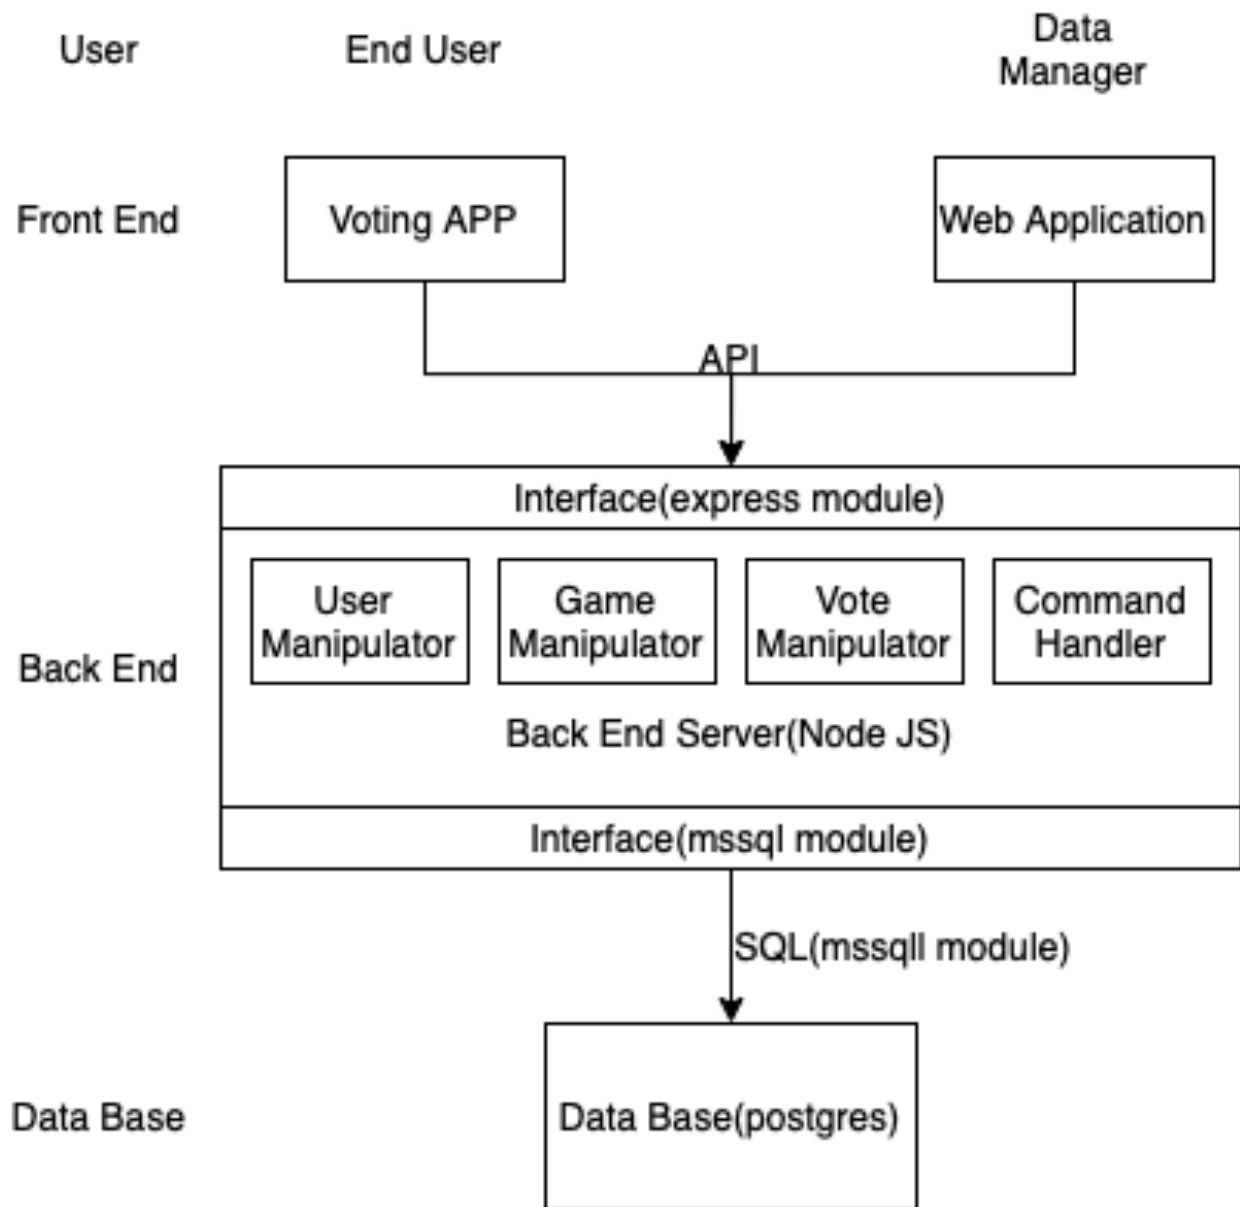 User
End User
Data
Manager
Front End
Voting APP
Web Application
API
Interface(express module)
User
Manipulator
Game
Manipulator
Vote
Manipulator
Command
Handler
Back End
Back End Server(Node JS)
Interface(mssql module)
SQL(mssqll module)
Data Base
Data Base(postgres)